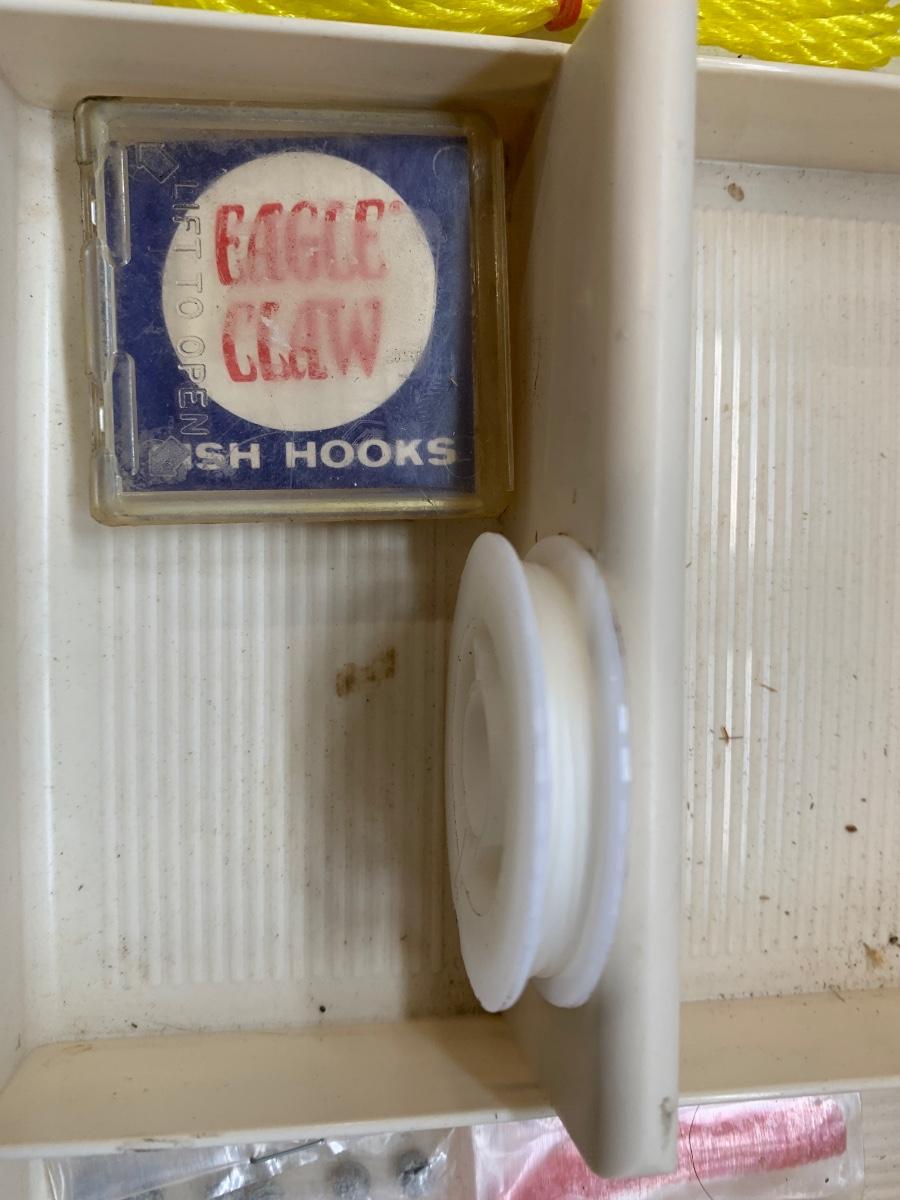 EAGLE
CLAW
LIFT TO OPEN
ISH HOOKS